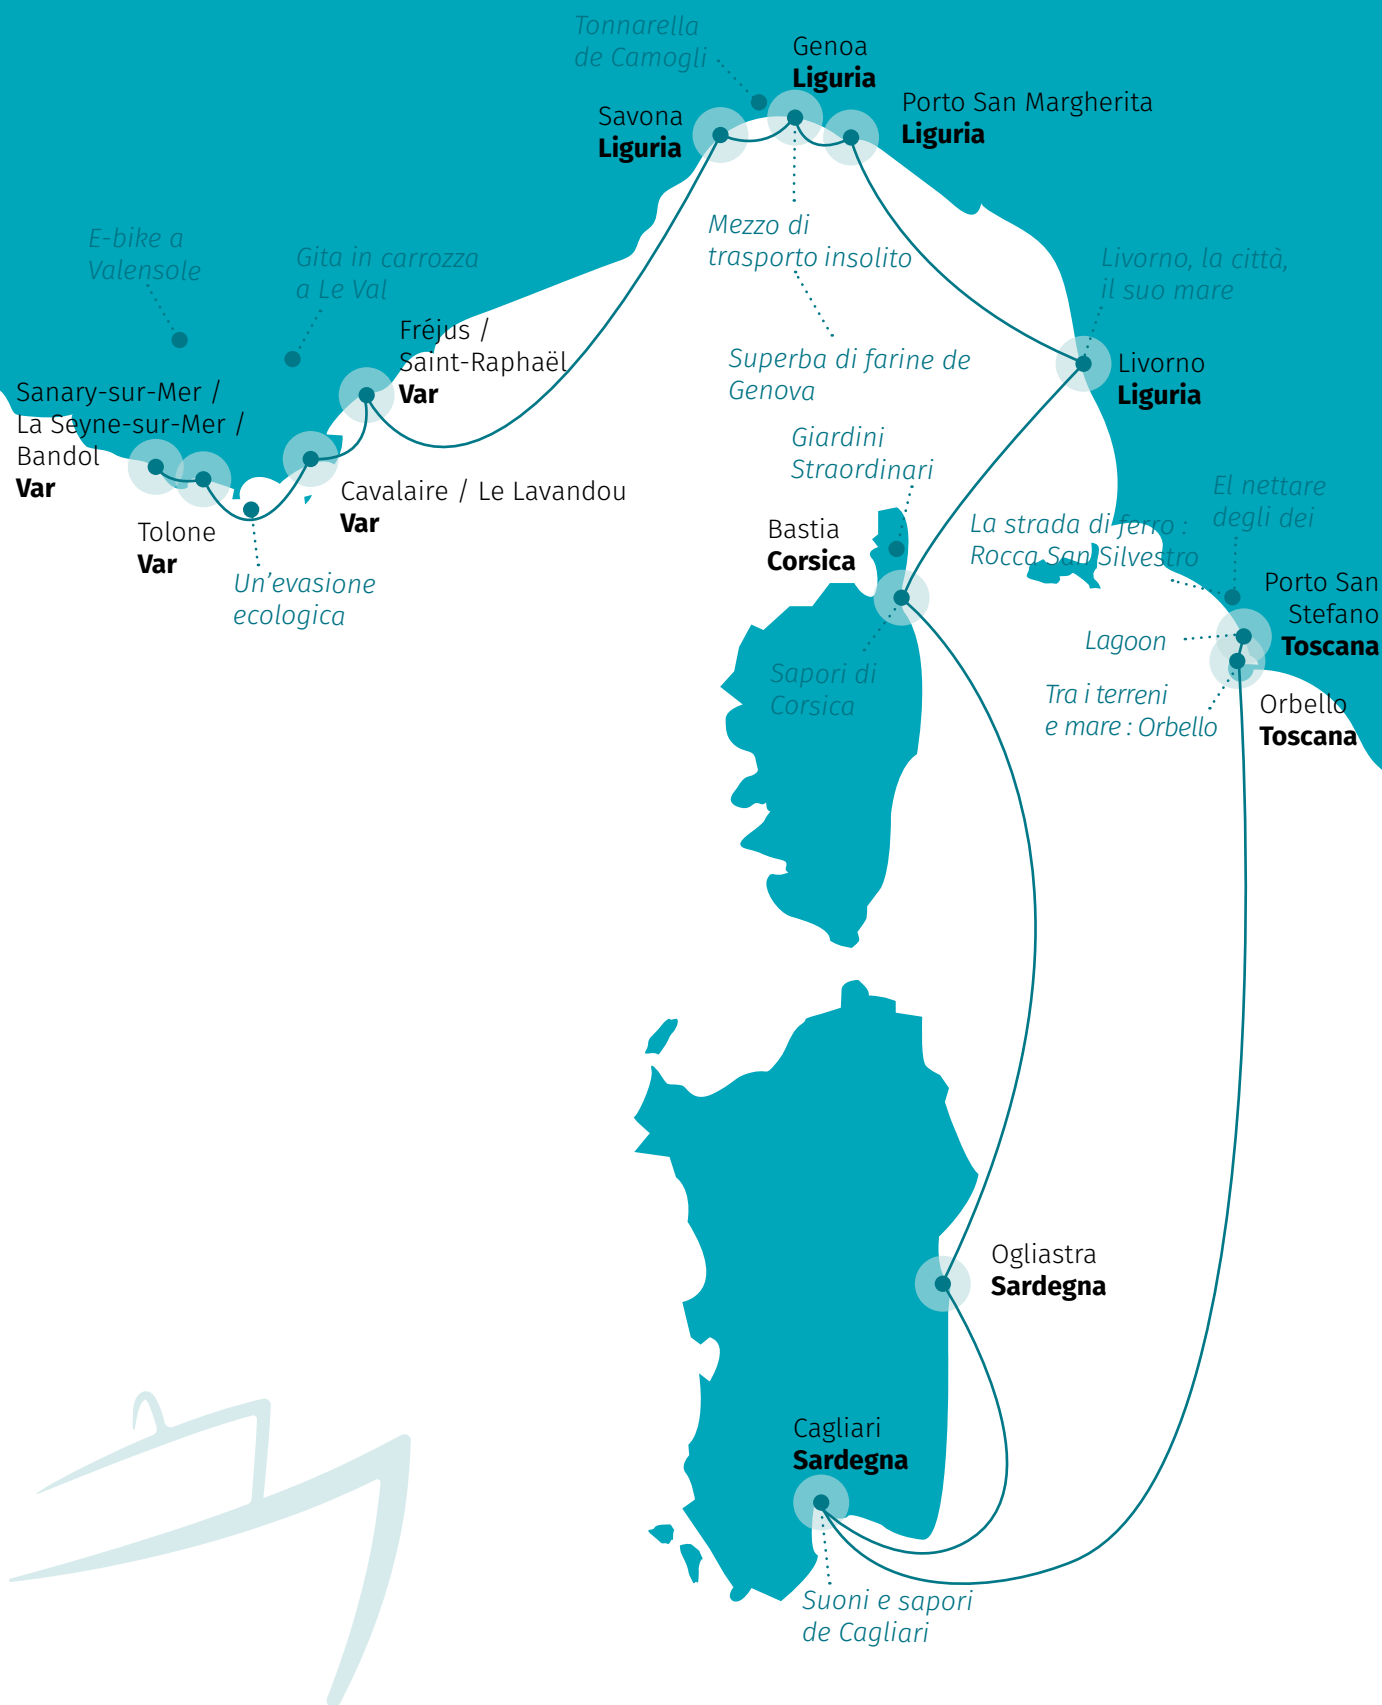 Tonnarella
de Camogli
Genoa
Liguria
Porto San Margherita
Liguria
Savona
Liguria
Mezzo di
trasporto insolito
E-bike a
Valensole
Gita in carrozza
a Le Val
Livorno, la città,
il suo mare
Fréjus /
Saint-Raphaël
Var
Superba di farine de
Genova
Livorno
Liguria
Sanary-sur-Mer /
La Seyne-sur-Mer /
Bandol
Var
Giardini
Straordinari
Cavalaire / Le Lavandou
Var
El nettare
degli dei
Tolone
Var
Bastia
Corsica
La strada di ferro :
Rocca San Silvestro
Un'evasione
ecologica
Porto San
Stefano
Toscana
Lagoon
Sapori di
Corsica
Tra i terreni
e mare : Orbello
Orbello
Toscana
Ogliastra
Sardegna
Cagliari
Sardegna
Suoni e sapori
de Cagliari